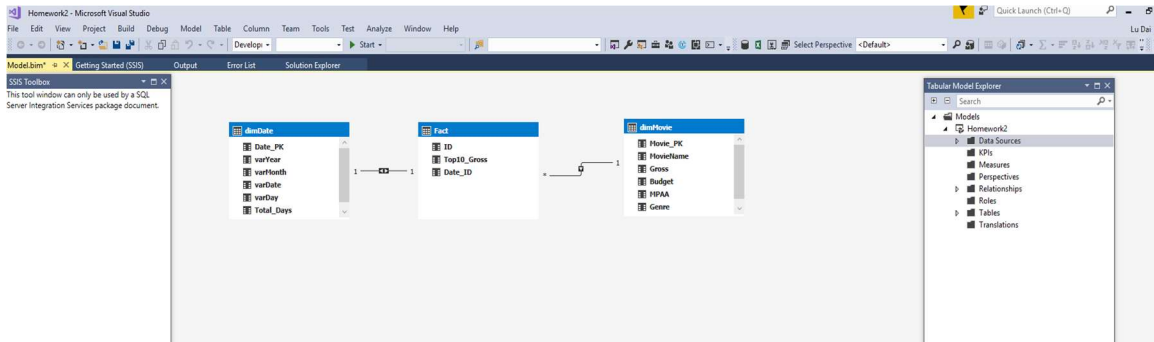 Homework2 - Microsoft Visual Studio
Quick Launch (Ctrl+Q)
File Edit View Project Build Debug Model Table Column Team Tools Test Analyze Window Help
Lu Dai
Develop Start Select Perspective <Default>
Model.bim* Getting Started (SSIS) Output Error List Solution Explorer
SSIS Toolbox
This tool window can only be used by a SQL
Server Integration Services package document.
dimDate
Date_PK
varYear
varMonth
varDate
varDay
Total_Days
1
1
Fact
ID
Top10_Gross
Date_ID
*
1
dimMovie
Movie_PK
MovieName
Gross
Budget
MPAA
Genre
Tabular Model Explorer
Search
Models
Homework2
Data Sources
KPIs
Measures
Perspectives
Relationships
Roles
Tables
Translations